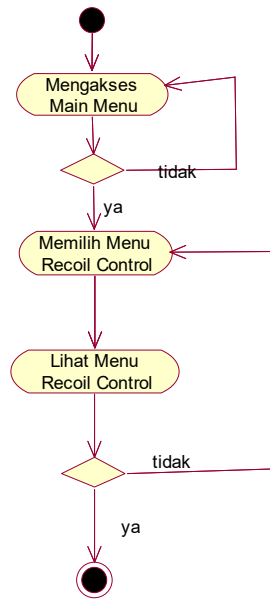 Mengakses
Main Menu
tidak
ya
Memilih Menu
Recoil Control
Lihat Menu
Recoil Control
tidak
ya